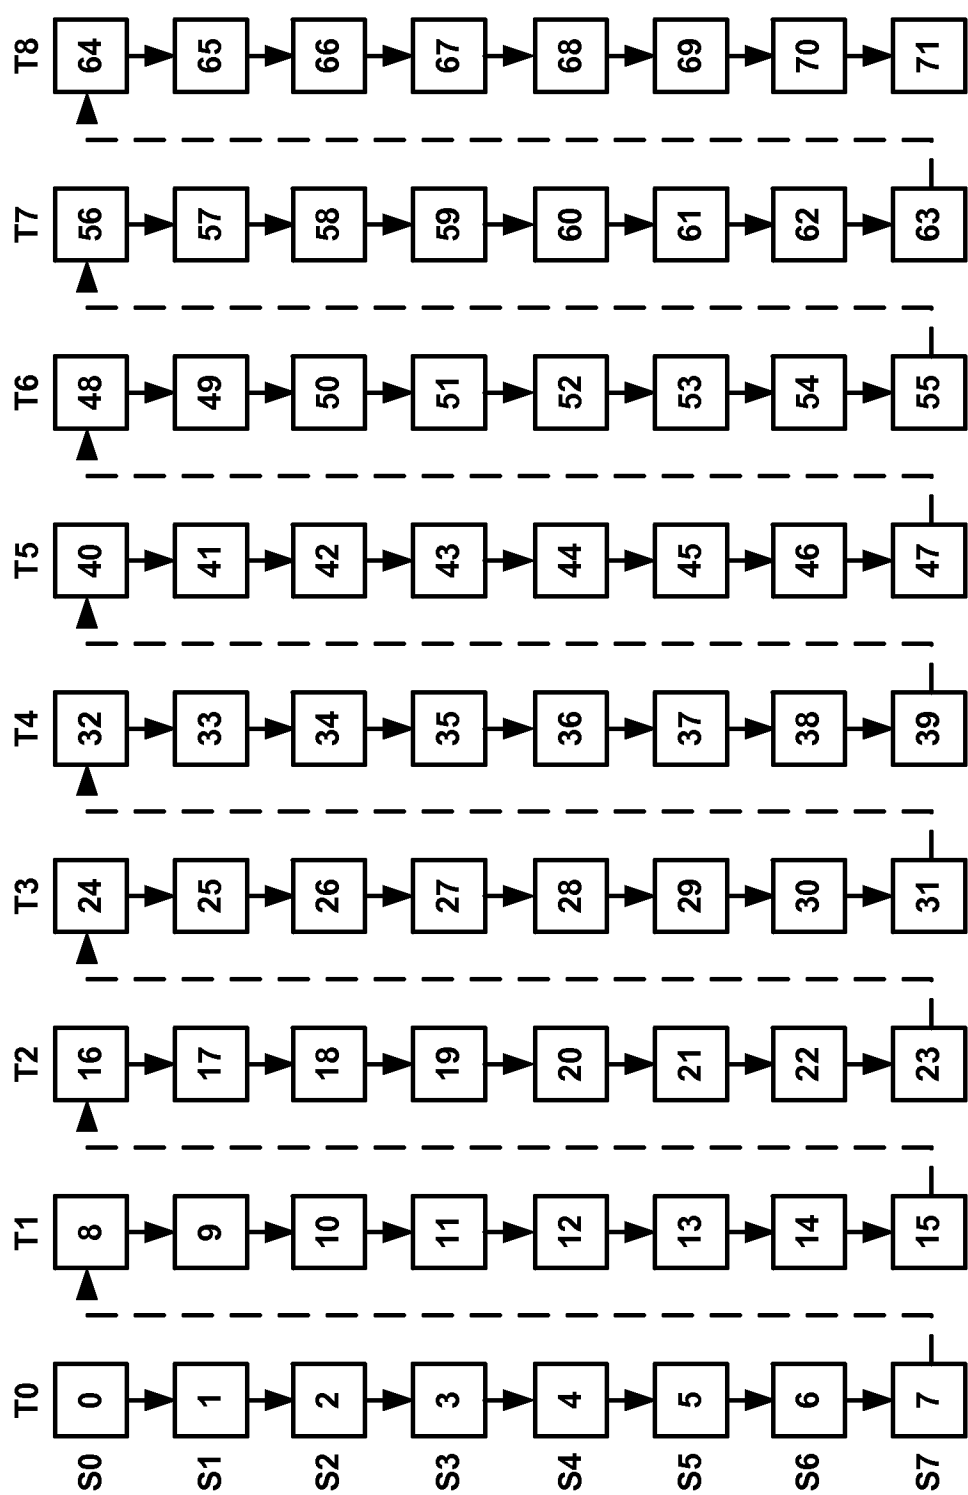 T0 T1 T2 T3 T4 T5 T6 T7 T8
S0 0 8 16 24 32 40 48 56 64
S1 1 9 17 25 33 41 49 57 65
S2 2 10 18 26 34 42 50 58 66
S3 3 11 19 27 35 43 51 59 67
S4 4 12 20 28 36 44 52 60 68
S5 5 13 21 29 37 45 53 61 69
S6 6 14 22 30 38 46 54 62 70
S7 7 15 23 31 39 47 55 63 71